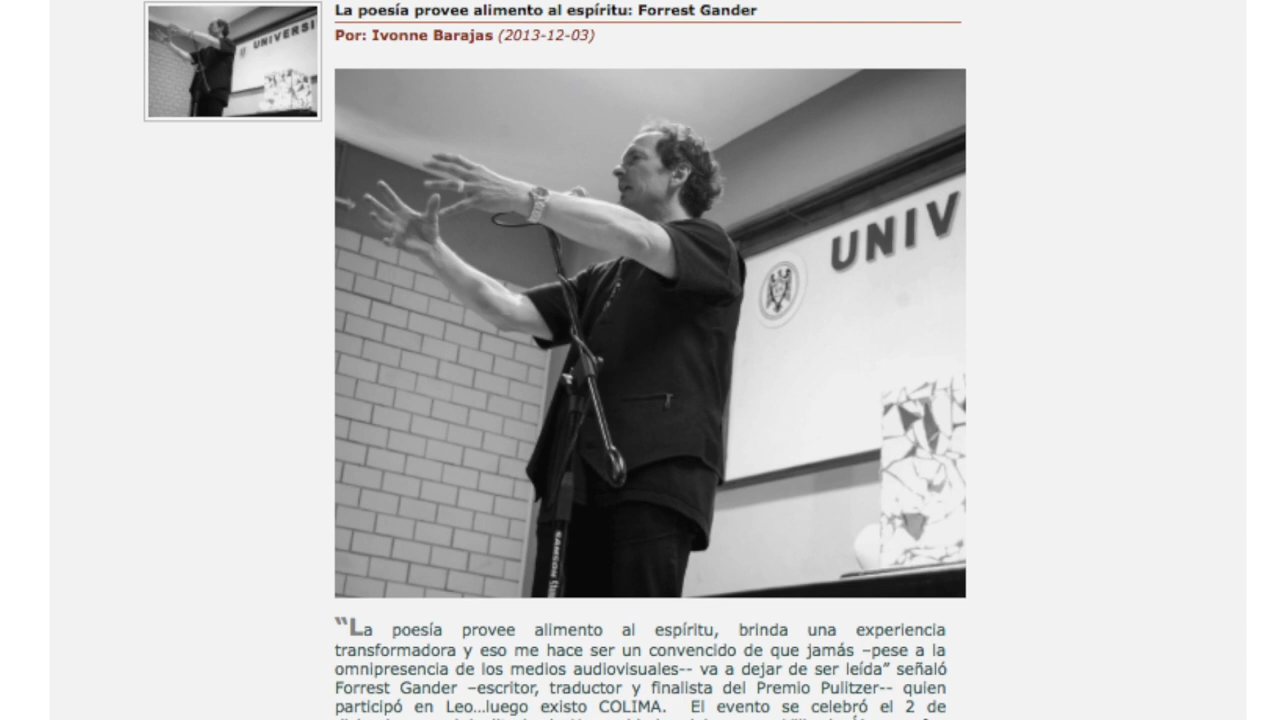 La poesía provee alimento al espíritu: Forrest Gander
Por: Ivonne Barajas (2013-12-03)
UNIVERSI
UNIV
SAMSON
“La poesía provee alimento al espíritu, brinda una experiencia
transformadora y eso me hace ser un convencido de que jamás –pese a la
omnipresencia de los medios audiovisuales-- va a dejar de ser leída” señaló
Forrest Gander –escritor, traductor y finalista del Premio Pulitzer-- quien
participó en Leo...luego existo COLIMA. El evento se celebró el 2 de